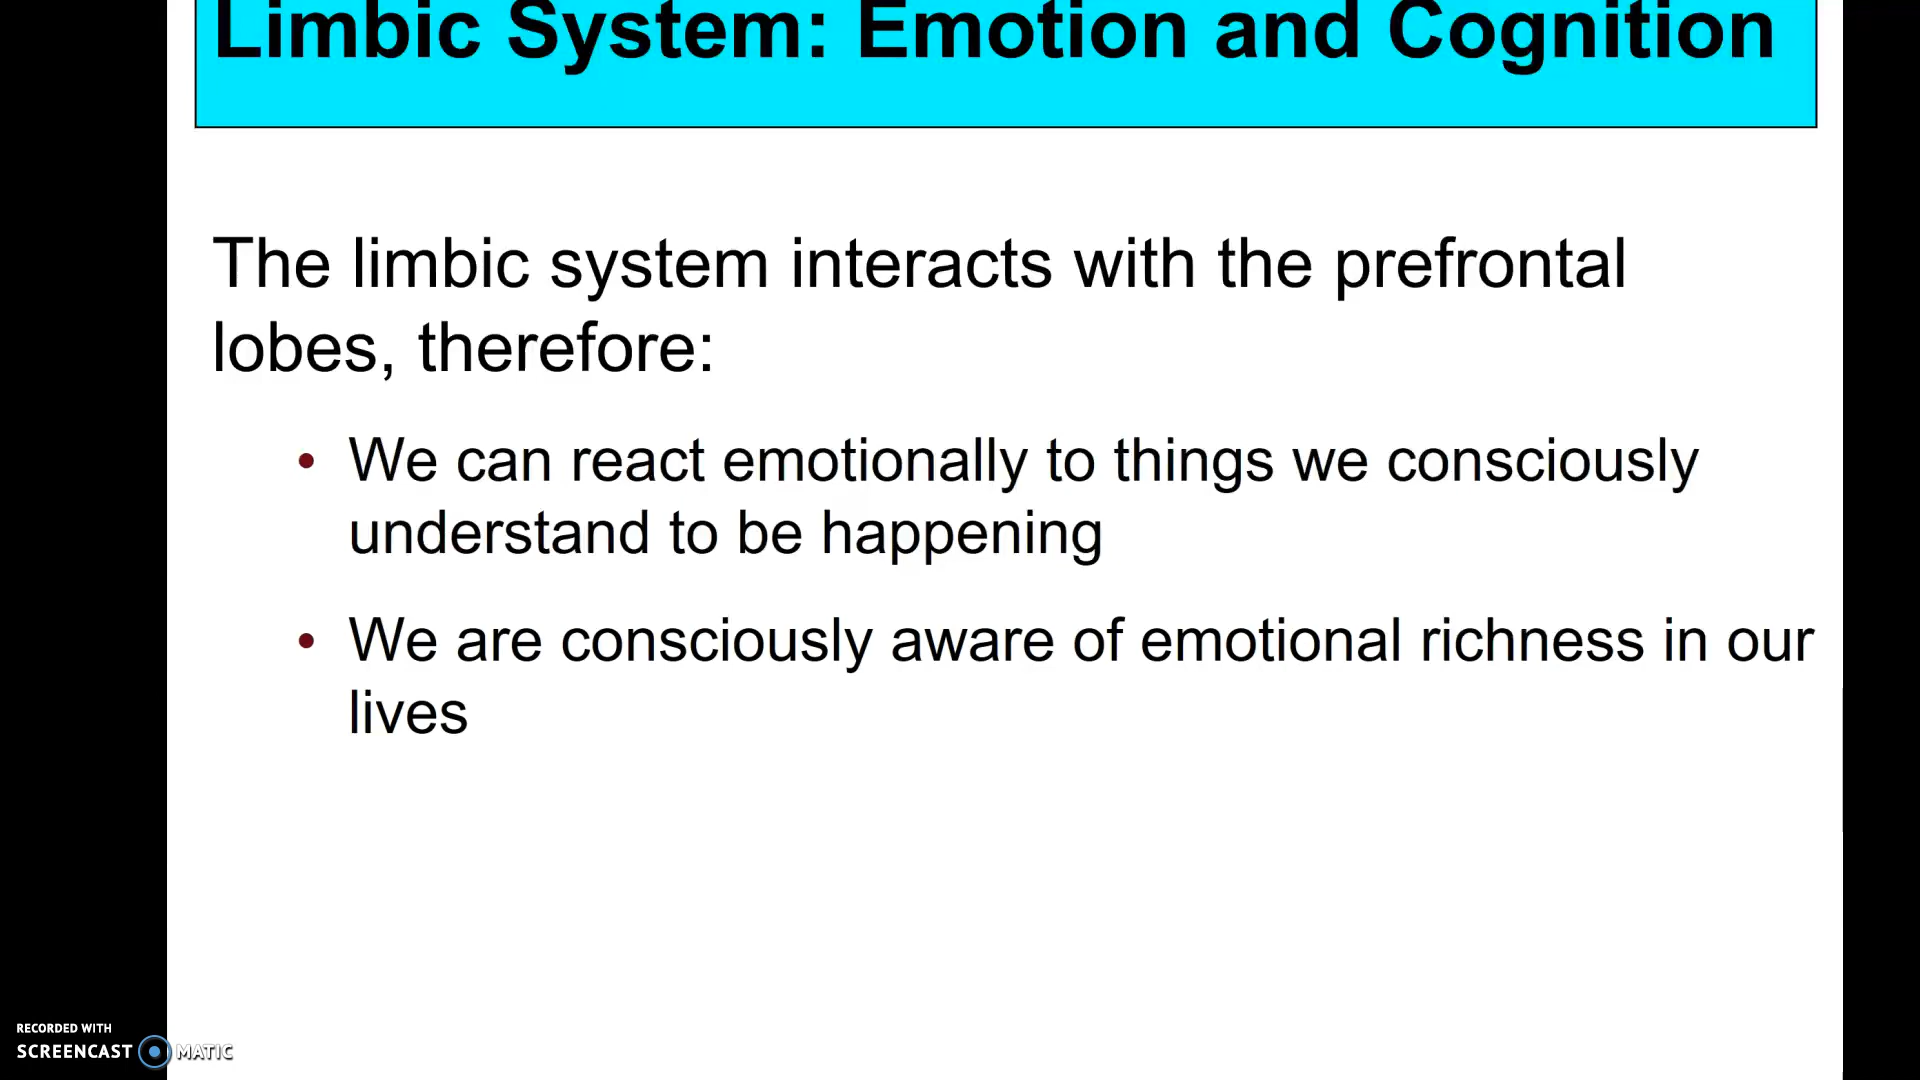 Limbic System: Emotion and Cognition
The limbic system interacts with the prefrontal
lobes, therefore:
• We can react emotionally to things we consciously
understand to be happening
• We are consciously aware of emotional richness in our
lives
RECORDED WITH
SCREENCAST MATIC